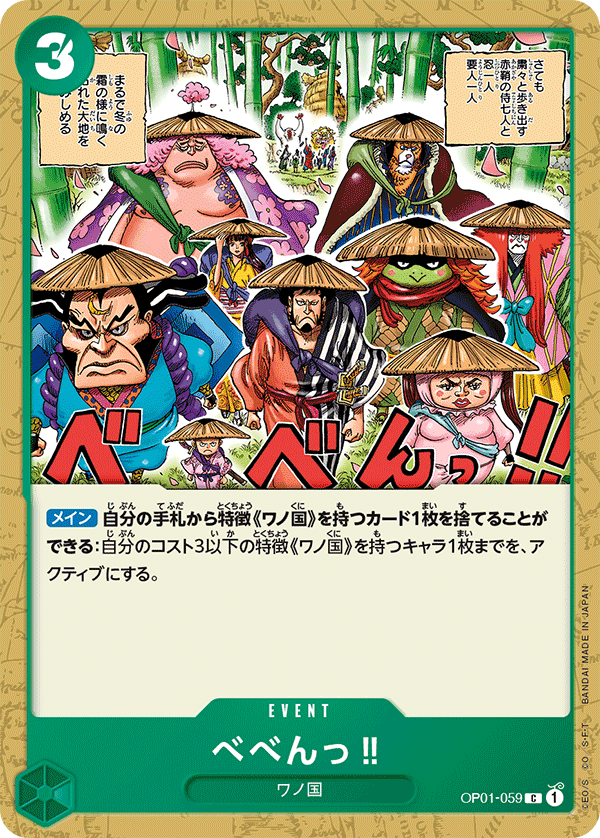 3
さても
粛々と歩き出す
赤鞘の侍七人と
忍一人
要人一人
まるで冬の
霜の様に鳴く
れた大地を
しめる
べべんっ!!
メイン 自分の手札から特徴《ワノ国》を持つカード1枚を捨てることが
できる:自分のコスト3以下の特徴《ワノ国》を持つキャラ1枚までを、ア
クティブにする。
EVENT
べべんっ!!
ワノ国
OP01-059 C 1
©E.O/S. ©O S・F・T BANDAI MADE IN JAPAN